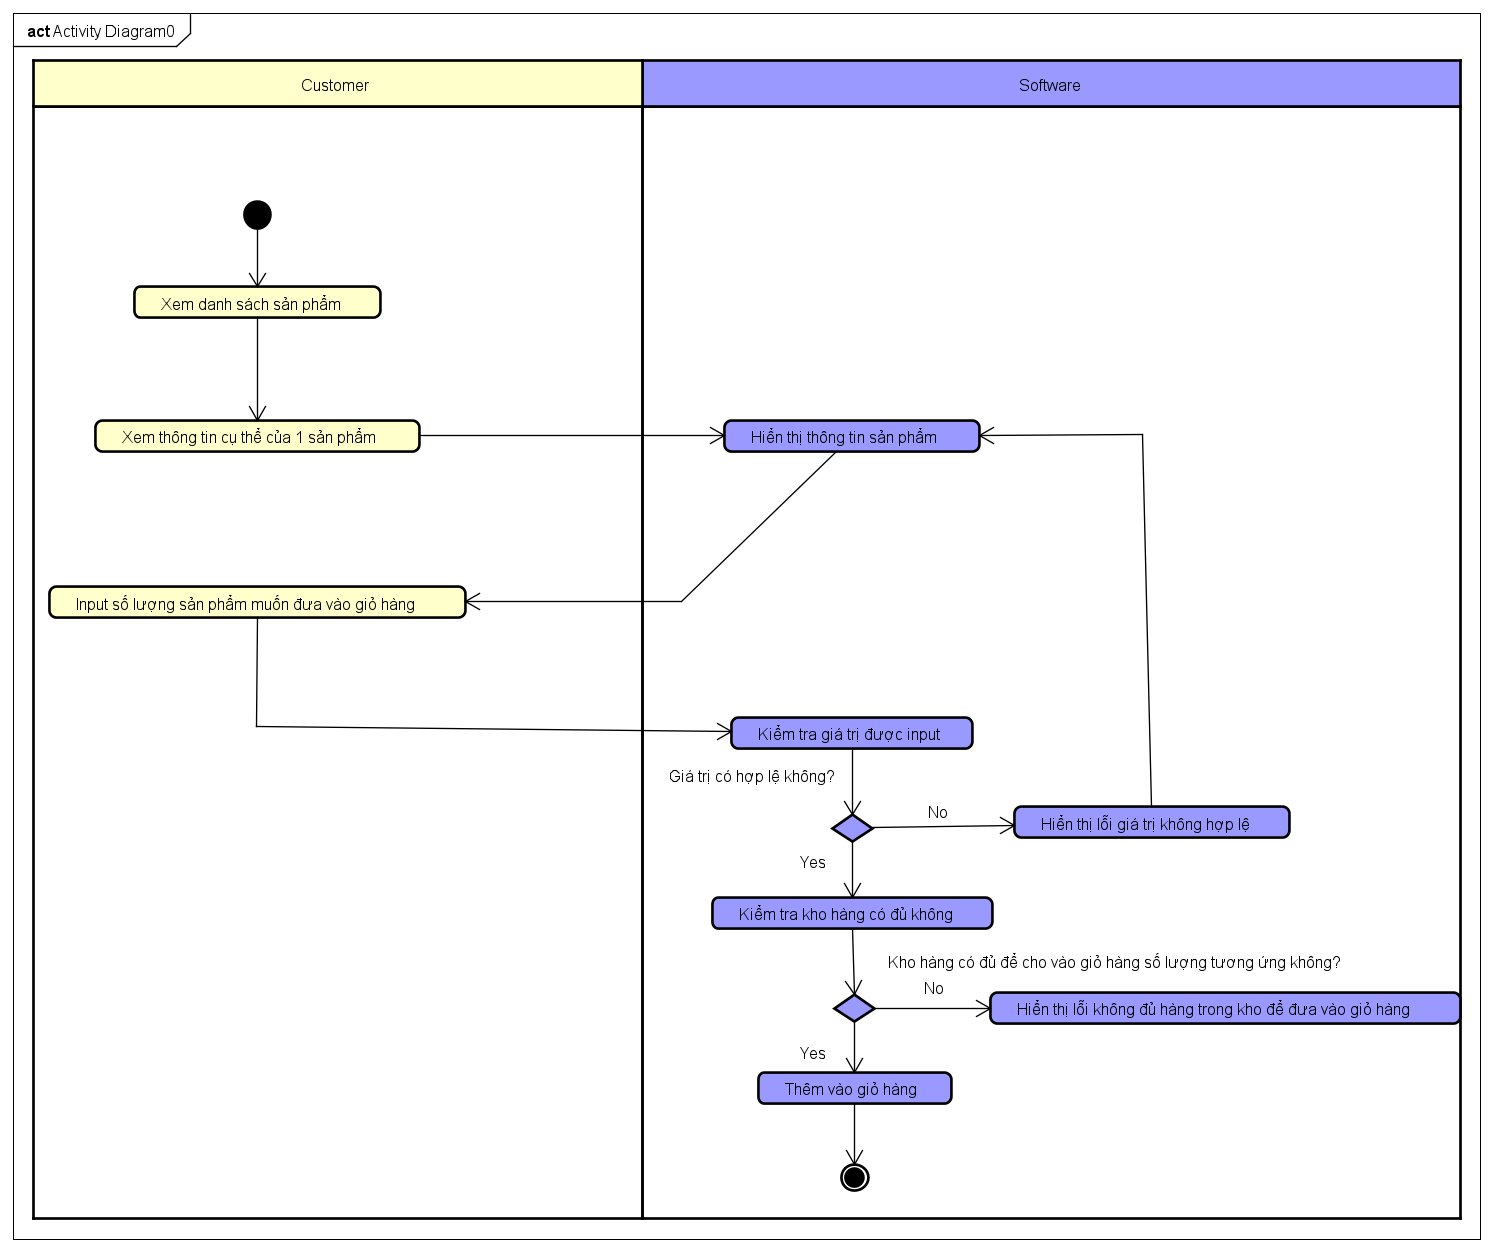 act Activity Diagram0
Customer
Software
Xem danh sách sản phẩm
Xem thông tin cụ thể của 1 sản phẩm
Hiển thị thông tin sản phẩm
Input số lượng sản phẩm muốn đưa vào giỏ hàng
Kiểm tra giá trị được input
Giá trị có hợp lệ không?
No
Hiển thị lỗi giá trị không hợp lệ
Yes
Kiểm tra kho hàng có đủ không
Kho hàng có đủ để cho vào giỏ hàng số lượng tương ứng không?
No
Hiển thị lỗi không đủ hàng trong kho để đưa vào giỏ hàng
Yes
Thêm vào giỏ hàng